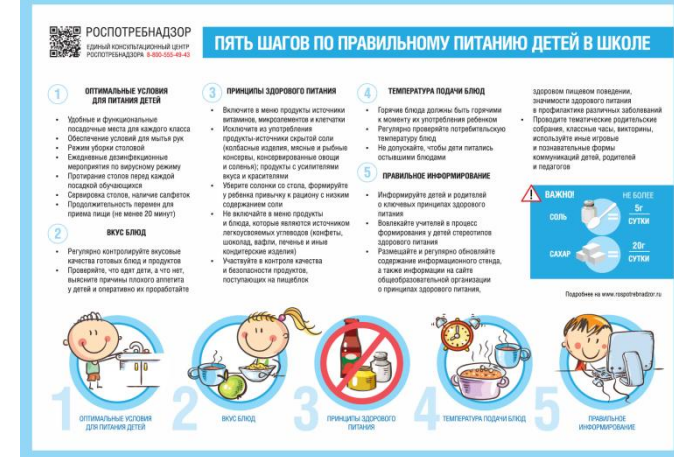 РОСПОТРЕБНАДЗОР
ЕДИНЫЙ КОНСУЛЬТАЦИОННЫЙ ЦЕНТР
РОСПОТРЕБНАДЗОРА 8-800-555-49-43
ПЯТЬ ШАГОВ ПО ПРАВИЛЬНОМУ ПИТАНИЮ ДЕТЕЙ В ШКОЛЕ
1
ОПТИМАЛЬНЫЕ УСЛОВИЯ
ДЛЯ ПИТАНИЯ ДЕТЕЙ
• Удобные и функциональные
посадочные места для каждого класса
• Обеспечение условий для мытья рук
• Режим уборки столовой
• Ежедневные дезинфекционные
мероприятия по вирусному режиму
• Протирание столов перед каждой
посадкой обучающихся
• Сервировка столов, наличие салфеток
• Продолжительность перемен для
приема пищи (не менее 20 минут)
2
ВКУС БЛЮД
• Регулярно контролируйте вкусовые
качества готовых блюд и продуктов
• Проверяйте, что едят дети, а что нет,
выясните причины плохого аппетита
у детей и оперативно их проработайте
3
ПРИНЦИПЫ ЗДОРОВОГО ПИТАНИЯ
• Включите в меню продукты источники
витаминов, микроэлементов и клетчатки
• Исключите из употребления
продукты-источники скрытой соли
(колбасные изделия, мясные и рыбные
консервы, консервированные овощи
и соленья); продукты с усилителями
вкуса и красителями
• Уберите солонки со стола, формируйте
у ребенка привычку к рациону с низким
содержанием соли
• Не включайте в меню продукты
и блюда, которые являются источником
легкоусвояемых углеводов (конфеты,
шоколад, вафли, печенье и иные
кондитерские изделия)
• Участвуйте в контроле качества
и безопасности продуктов,
поступающих на пищеблок
4
ТЕМПЕРАТУРА ПОДАЧИ БЛЮД
• Горячие блюда должны быть горячими
к моменту их употребления ребенком
• Регулярно проверяйте потребительскую
температуру блюд
• Не допускайте, чтобы дети питались
остывшими блюдами
5
ПРАВИЛЬНОЕ ИНФОРМИРОВАНИЕ
• Информируйте детей и родителей
о ключевых принципах здорового
питания
• Вовлекайте учителей в процесс
формирования у детей стереотипов
здорового питания
• Размещайте и регулярно обновляйте
содержание информационного стенда,
а также информации на сайте
общеобразовательной организации
о принципах здорового питания,
здоровом пищевом поведении,
значимости здорового питания
в профилактике различных заболеваний
• Проводите тематические родительские
собрания, классные часы, викторины,
используйте иные игровые
и познавательные формы
коммуникаций детей, родителей
и педагогов
ВАЖНО!
НЕ БОЛЕЕ
СОЛЬ = 5г
СУТКИ
САХАР = 20г
СУТКИ
Подробнее на www.rospotrebnadzor.ru
1
ОПТИМАЛЬНЫЕ УСЛОВИЯ
ДЛЯ ПИТАНИЯ ДЕТЕЙ
2
ВКУС БЛЮД
3
ПРИНЦИПЫ ЗДОРОВОГО
ПИТАНИЯ
4
ТЕМПЕРАТУРА ПОДАЧИ БЛЮД
5
ПРАВИЛЬНОЕ
ИНФОРМИРОВАНИЕ